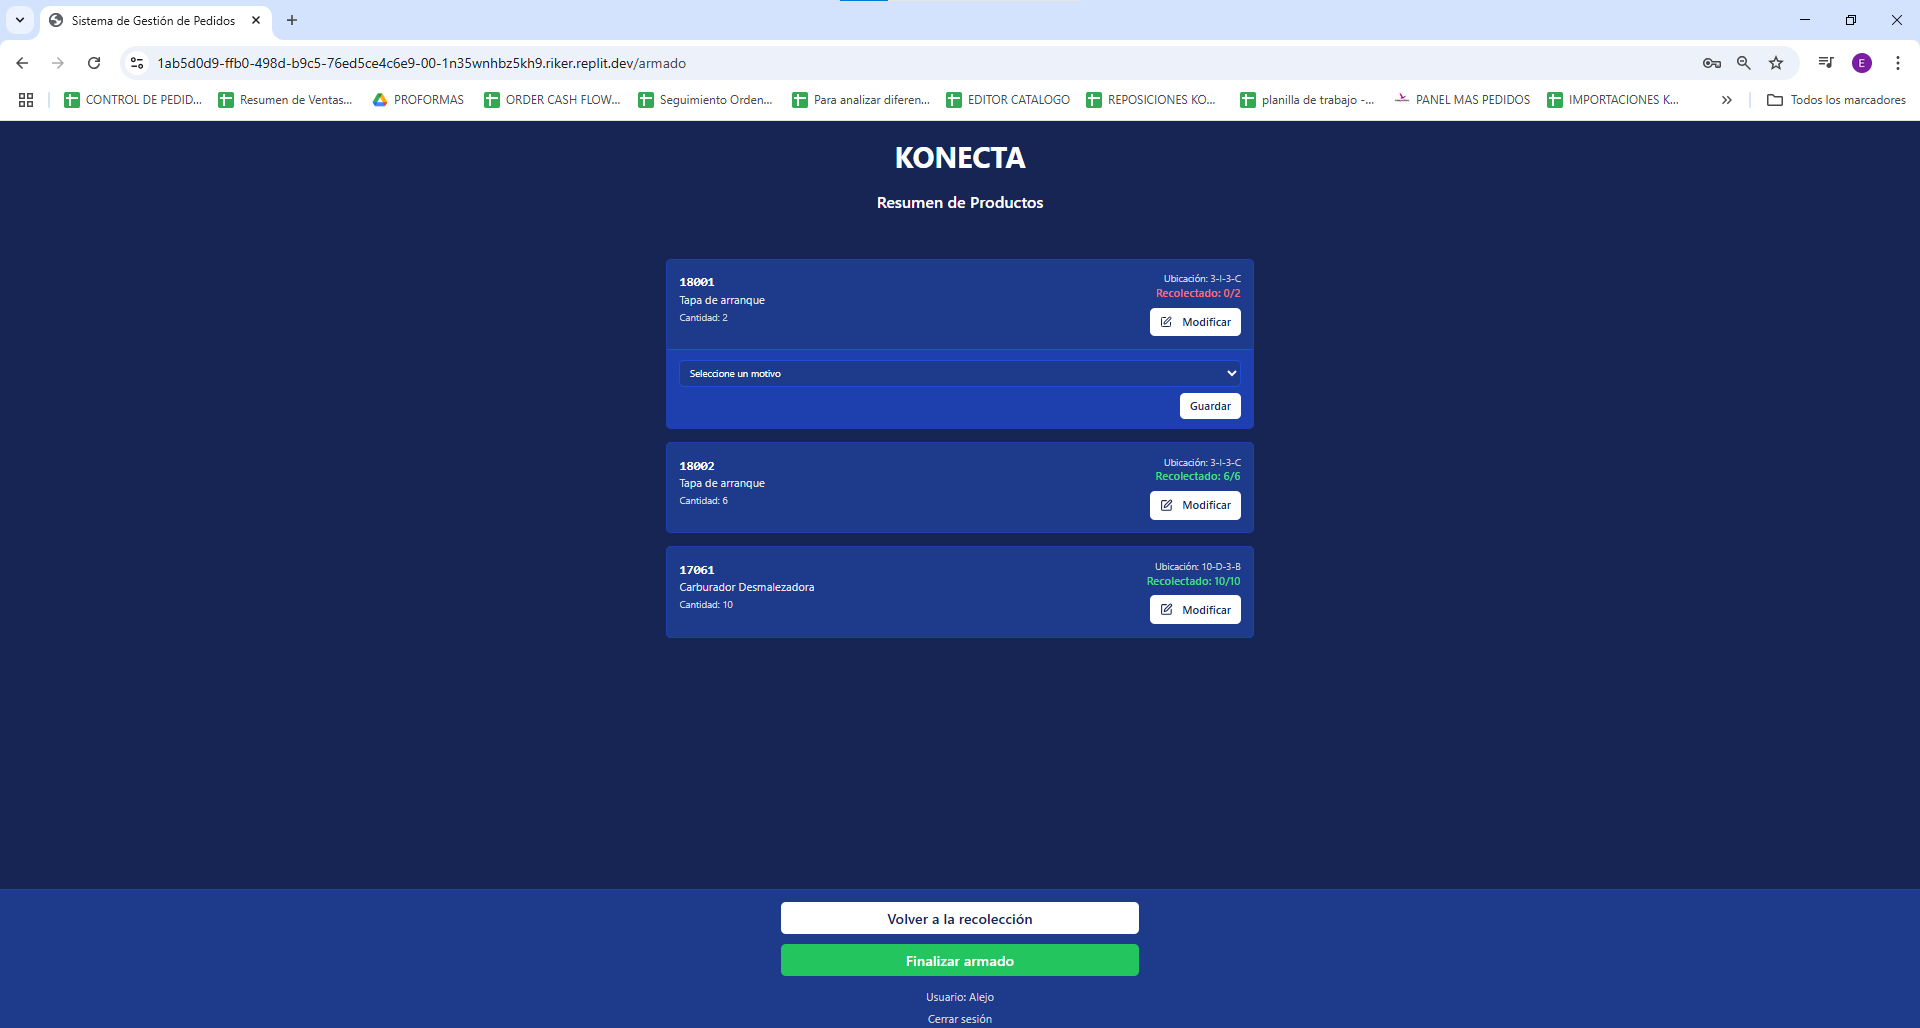 Sistema de Gestión de Pedidos
1ab5d0d9-ffb0-498d-b9c5-76ed5ce4c6e9-00-1n35wnhbz5kh9.riker.replit.dev/armado
E
CONTROL DE PEDID...
Resumen de Ventas...
PROFORMAS
ORDER CASH FLOW...
Seguimiento Orden...
Para analizar diferen...
EDITOR CATALOGO
REPOSICIONES KO...
planilla de trabajo -...
PANEL MAS PEDIDOS
IMPORTACIONES K...
Todos los marcadores
KONECTA
Resumen de Productos
18001
Tapa de arranque
Cantidad: 2
Ubicación: 3-I-3-C
Recolectado: 0/2
Modificar
Seleccione un motivo
Guardar
18002
Tapa de arranque
Cantidad: 6
Ubicación: 3-I-3-C
Recolectado: 6/6
Modificar
17061
Carburador Desmalezadora
Cantidad: 10
Ubicación: 10-D-3-B
Recolectado: 10/10
Modificar
Volver a la recolección
Finalizar armado
Usuario: Alejo
Cerrar sesión